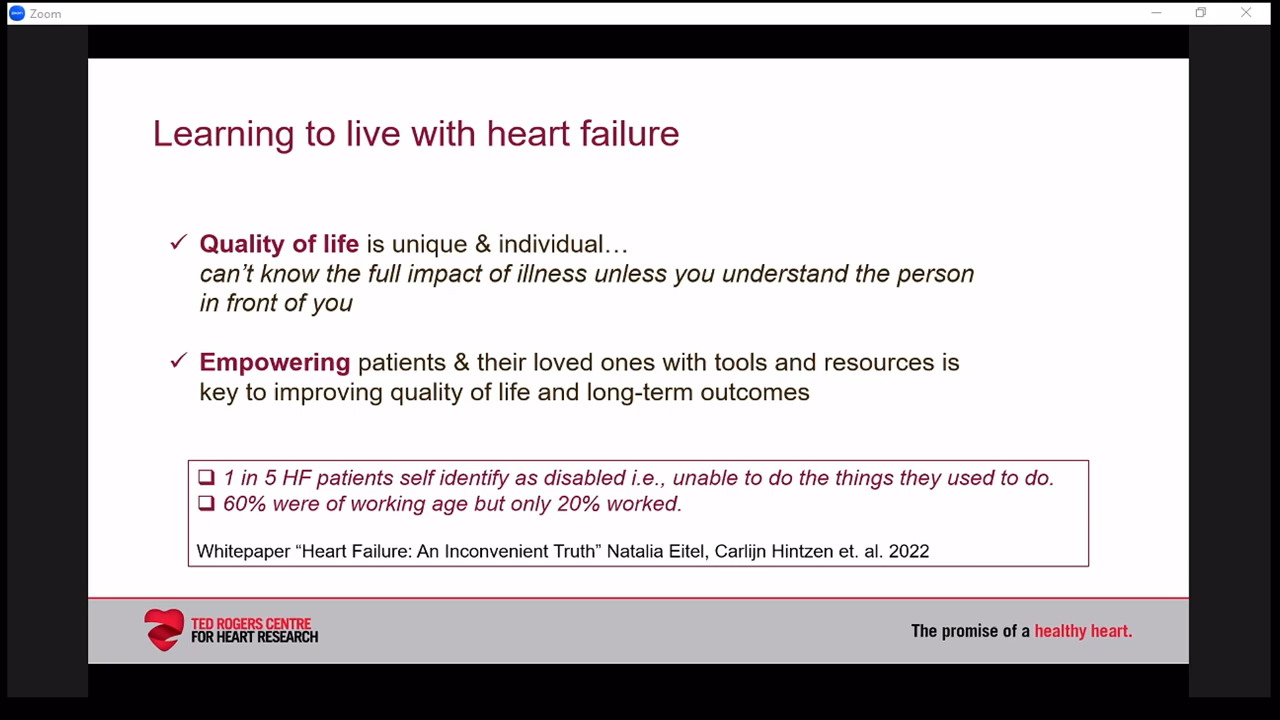 Zoom
Learning to live with heart failure
Quality of life is unique & individual…
can’t know the full impact of illness unless you understand the person
in front of you
Empowering patients & their loved ones with tools and resources is
key to improving quality of life and long-term outcomes
1 in 5 HF patients self identify as disabled i.e., unable to do the things they used to do.
60% were of working age but only 20% worked.
Whitepaper “Heart Failure: An Inconvenient Truth” Natalia Eitel, Carlijn Hintzen et. al. 2022
TED ROGERS CENTRE
FOR HEART RESEARCH
The promise of a healthy heart.